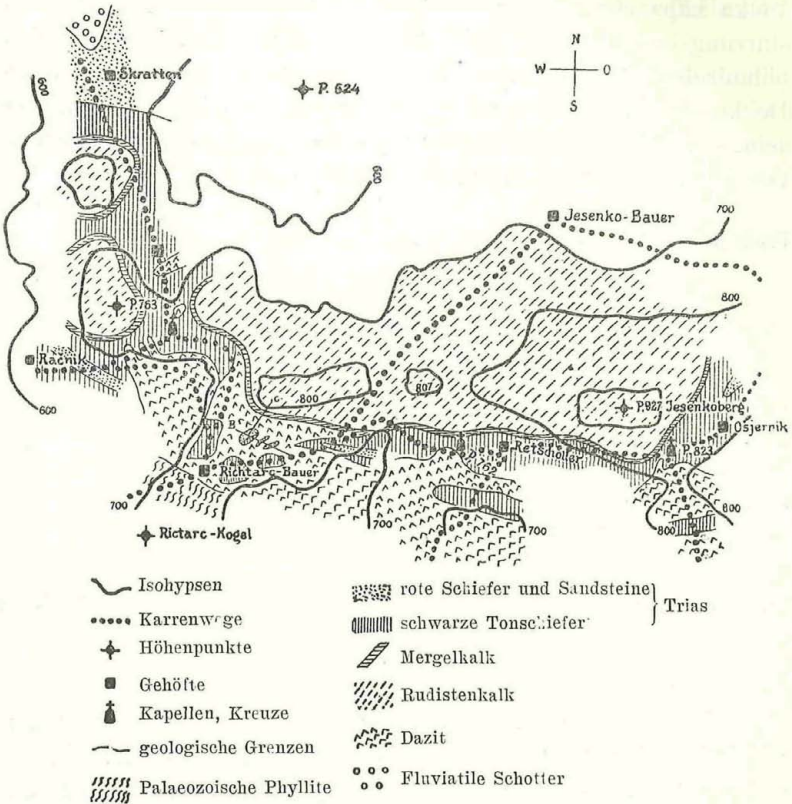 Skratten
P. 624
N
W O
S
600
600
Jesenko-Bauer
700
P.763
800
Račnik
600
800
807
P.827 Jesenkoberg
Osjernik
B B
Retscholler
P. 823
Richtarc-Bauer
700
700
700
800
800
Rictarc-Kogel
Isohypsen
Karrenwege
Höhenpunkte
Gehöfte
Kapellen, Kreuze
geologische Grenzen
Palaeozoische Phyllite
rote Schiefer und Sandsteine
schwarze Tonschiefer
Trias
Mergelkalk
Rudistenkalk
Dazit
Fluviatile Schotter